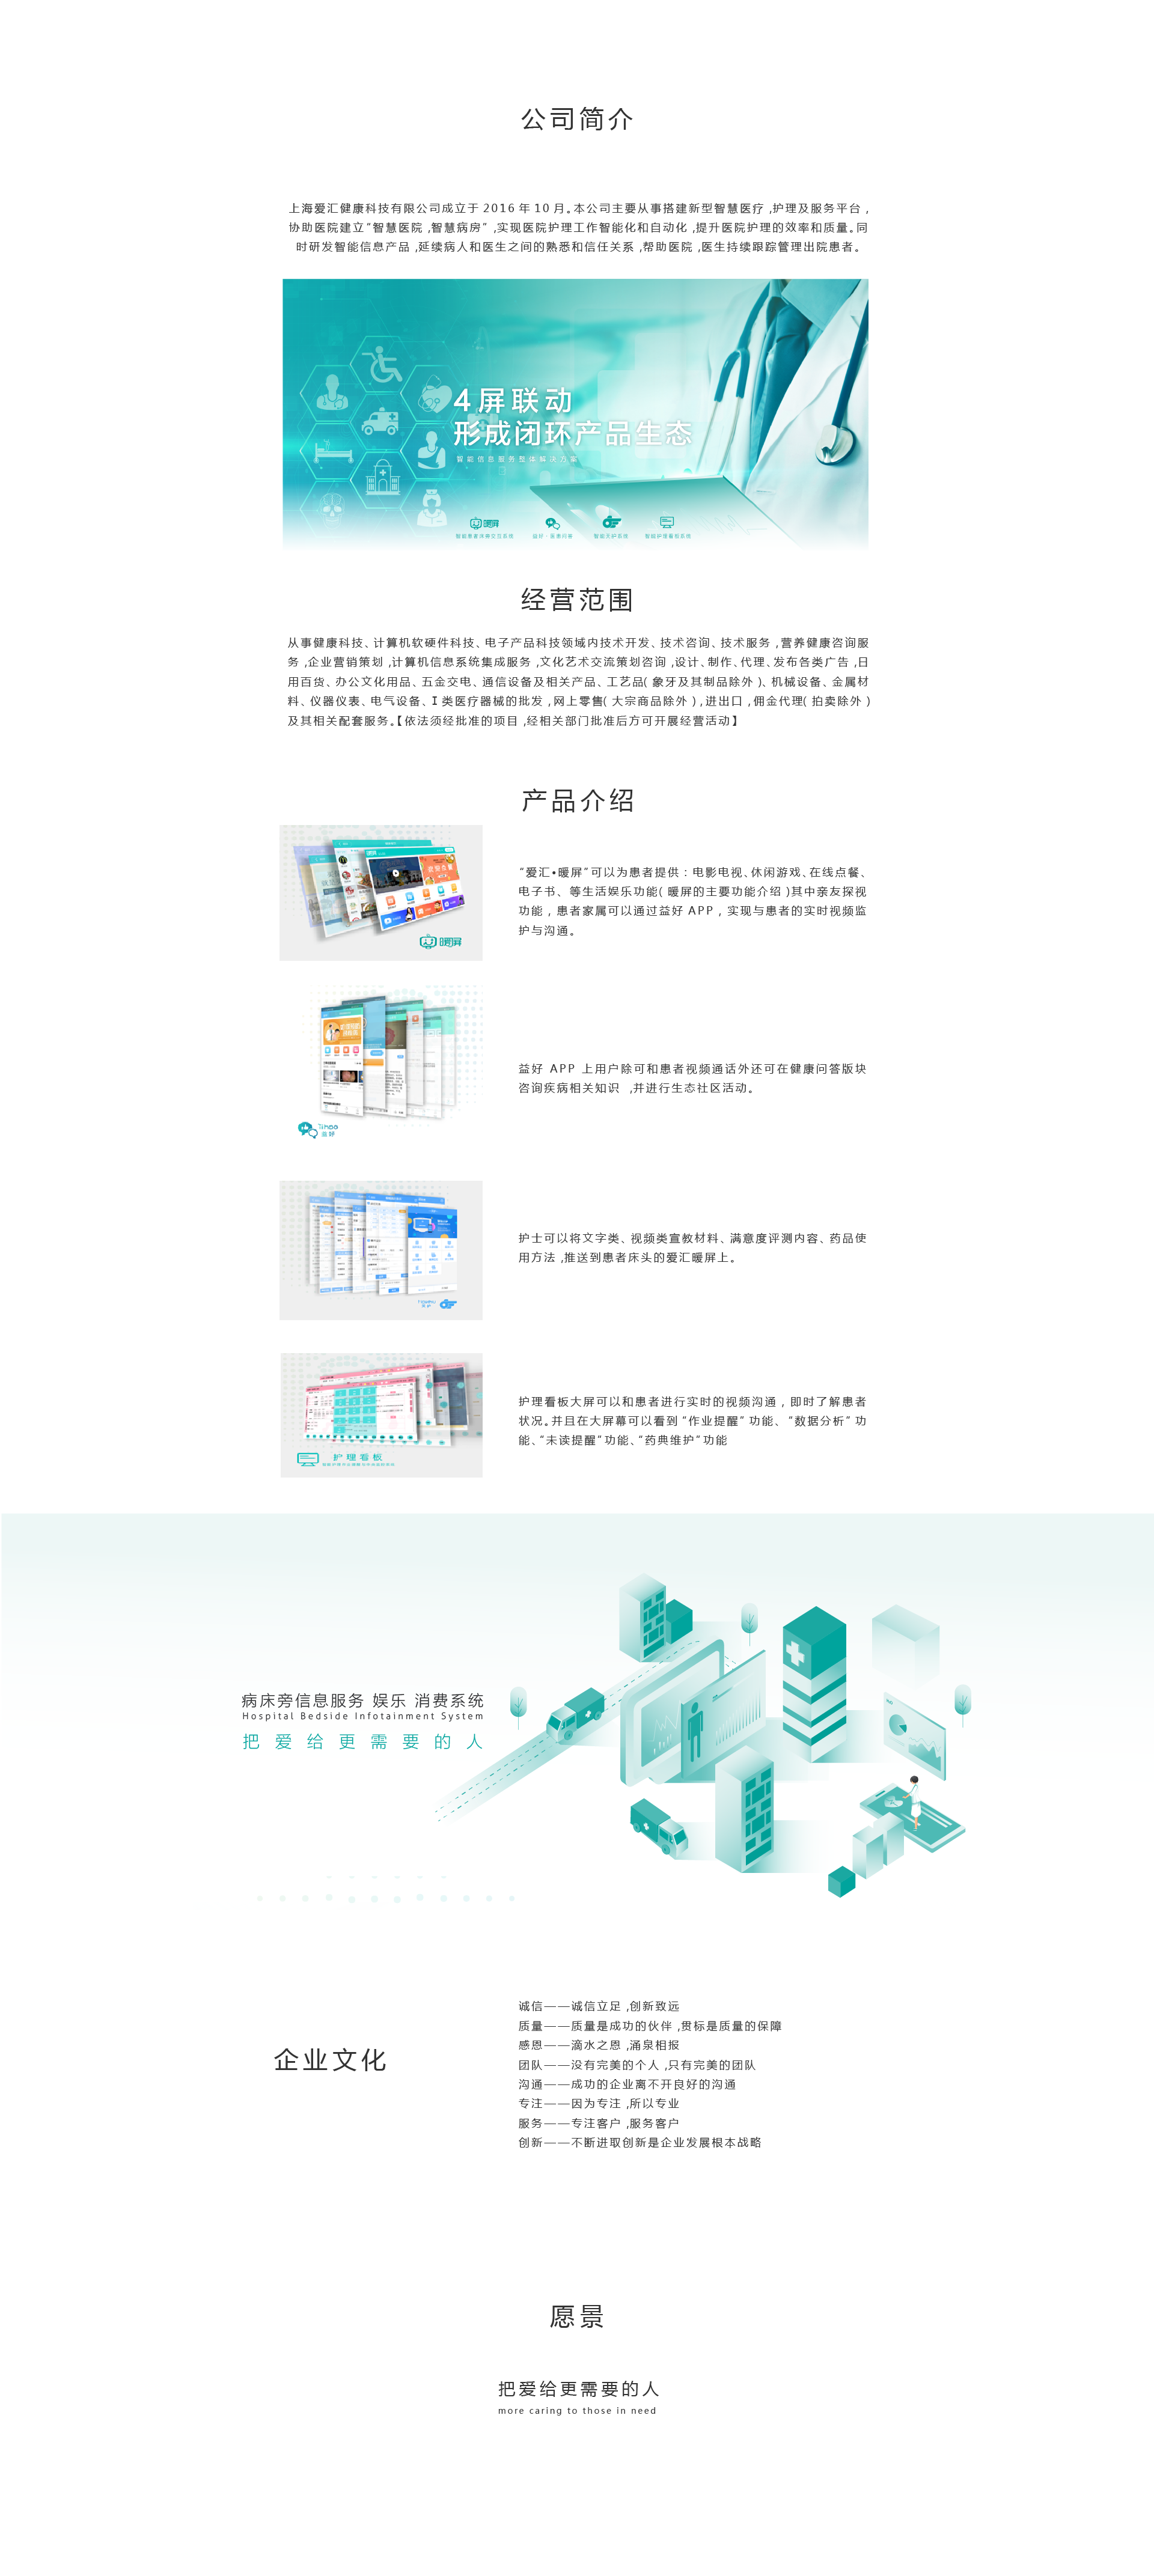 公司简介
上海爱汇健康科技有限公司成立于 2016 年 10 月。本公司主要从事搭建新型智慧医疗 ,护理及服务平台 ,
协助医院建立“智慧医院 ,智慧病房” ,实现医院护理工作智能化和自动化 ,提升医院护理的效率和质量。同
时研发智能信息产品 ,延续病人和医生之间的熟悉和信任关系 ,帮助医院 ,医生持续跟踪管理出院患者。
4 屏联动
形成闭环产品生态
智能信息服务整体解决方案
暖屏
智能患者床旁交互系统
益好 · 医患问答
智能天护系统
智能护理看板系统
经营范围
从事健康科技、计算机软硬件科技、电子产品科技领域内技术开发、技术咨询、技术服务 ,营养健康咨询服
务 ,企业营销策划 ,计算机信息系统集成服务 ,文化艺术交流策划咨询 ,设计、制作、代理、发布各类广告 ,日
用百货、办公文化用品、五金交电、通信设备及相关产品、工艺品( 象牙及其制品除外 )、机械设备、金属材
料、仪器仪表、电气设备、I 类医疗器械的批发 ,网上零售( 大宗商品除外 ) ,进出口 ,佣金代理( 拍卖除外 )
及其相关配套服务。【依法须经批准的项目 ,经相关部门批准后方可开展经营活动】
产品介绍
“爱汇•暖屏”可以为患者提供：电影电视、休闲游戏、在线点餐、
电子书、等生活娱乐功能( 暖屏的主要功能介绍 )其中亲友探视
功能 , 患者家属可以通过益好 APP , 实现与患者的实时视频监
护与沟通。
暖屏
益好 APP 上用户除可和患者视频通话外还可在健康问答版块
咨询疾病相关知识 ,并进行生态社区活动。
Yihao
益好
护士可以将文字类、视频类宣教材料、满意度评测内容、药品使
用方法 ,推送到患者床头的爱汇暖屏上。
护理看板大屏可以和患者进行实时的视频沟通 , 即时了解患者
状况。并且在大屏幕可以看到 “作业提醒” 功能、 “数据分析” 功
能、“未读提醒”功能、“药典维护”功能
护理看板
病床旁信息服务 娱乐 消费系统
Hospital Bedside Infotainment System
把爱给更需要的人
企业文化
诚信——诚信立足 ,创新致远
质量——质量是成功的伙伴 ,贯标是质量的保障
感恩——滴水之恩 ,涌泉相报
团队——没有完美的个人 ,只有完美的团队
沟通——成功的企业离不开良好的沟通
专注——因为专注 ,所以专业
服务——专注客户 ,服务客户
创新——不断进取创新是企业发展根本战略
愿景
把爱给更需要的人
more caring to those in need